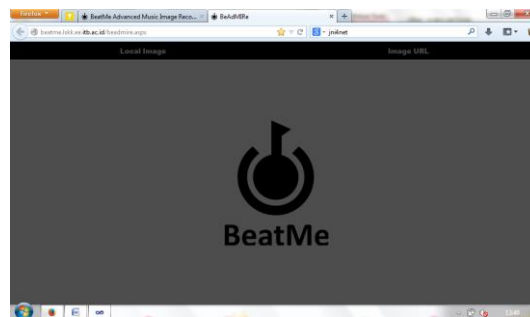 Firefox
BeatMe Advanced Music Image Reco...
BeAdMIRe
beatme.lskk.ee.itb.ac.id/beadmire.aspx
Local Image
Image URL
BeatMe